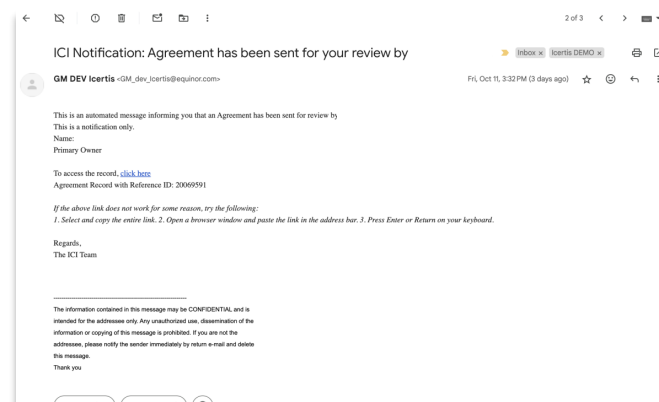 2 of 3
ICI Notification: Agreement has been sent for your review by
Inbox x
Icertis DEMO x
GM DEV Icertis <GM_dev_Icertis@equinor.com>
Fri, Oct 11, 3:32 PM (3 days ago)
This is an automated message informing you that an Agreement has been sent for review by
This is a notification only.
Name:
Primary Owner
To access the record, click here
Agreement Record with Reference ID: 20069591
If the above link does not work for some reason, try the following:
1. Select and copy the entire link. 2. Open a browser window and paste the link in the address bar. 3. Press Enter or Return on your keyboard.
Regards,
The ICI Team
--------------------------------------------------------
The information contained in this message may be CONFIDENTIAL and is
intended for the addressee only. Any unauthorized use, dissemination of the
information or copying of this message is prohibited. If you are not the
addressee, please notify the sender immediately by return e-mail and delete
this message.
Thank you